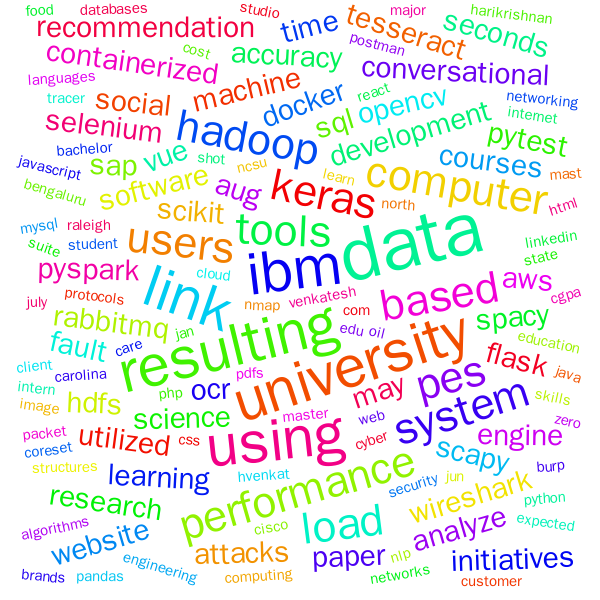 food databases studio harikrishnan
recommendation major
tesseract
time postman seconds
containerized accuracy
languages conversational
tracer machine react networking
social docker opencv internet
selenium sql pytest
bachelor hadoop development
javascript vue shot ncsu learn courses mast
sap software aug keras computer north html
bengaluru scikit
mysql raleigh users tools data linkedin
suite student state
pyspark ibm cgpa
july protocols link nmap venkatesh based aws
cloud com
rabbitmq jan edu oil spacy
client fault care resulting university education
intern carolina php pdfs flask java
image hdfs ocr master may pes skills
packet science web system zero
coreset utilized css using cyber engine
structures hvenkat scapy burp
learning performance security jun python
algorithms research cisco load wireshark expected
website analyze
engineering attacks nlp initiatives
brands pandas computing paper networks customer